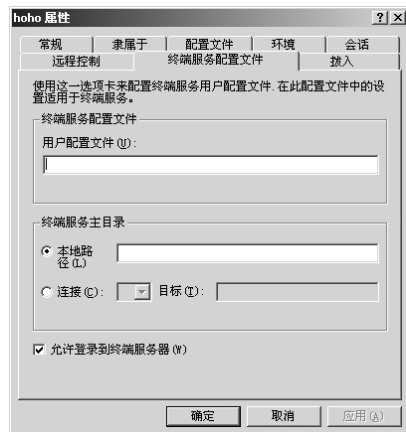 hoho 属性
常规 隶属于 配置文件 环境 会话
远程控制 终端服务配置文件 拨入
使用这一选项卡来配置终端服务用户配置文件. 在此配置文件中的设
置适用于终端服务。
终端服务配置文件
用户配置文件(U):
终端服务主目录
本地路
径(L)
连接(C): 目标(T):
允许登录到终端服务器(W)
确定 取消 应用(A)